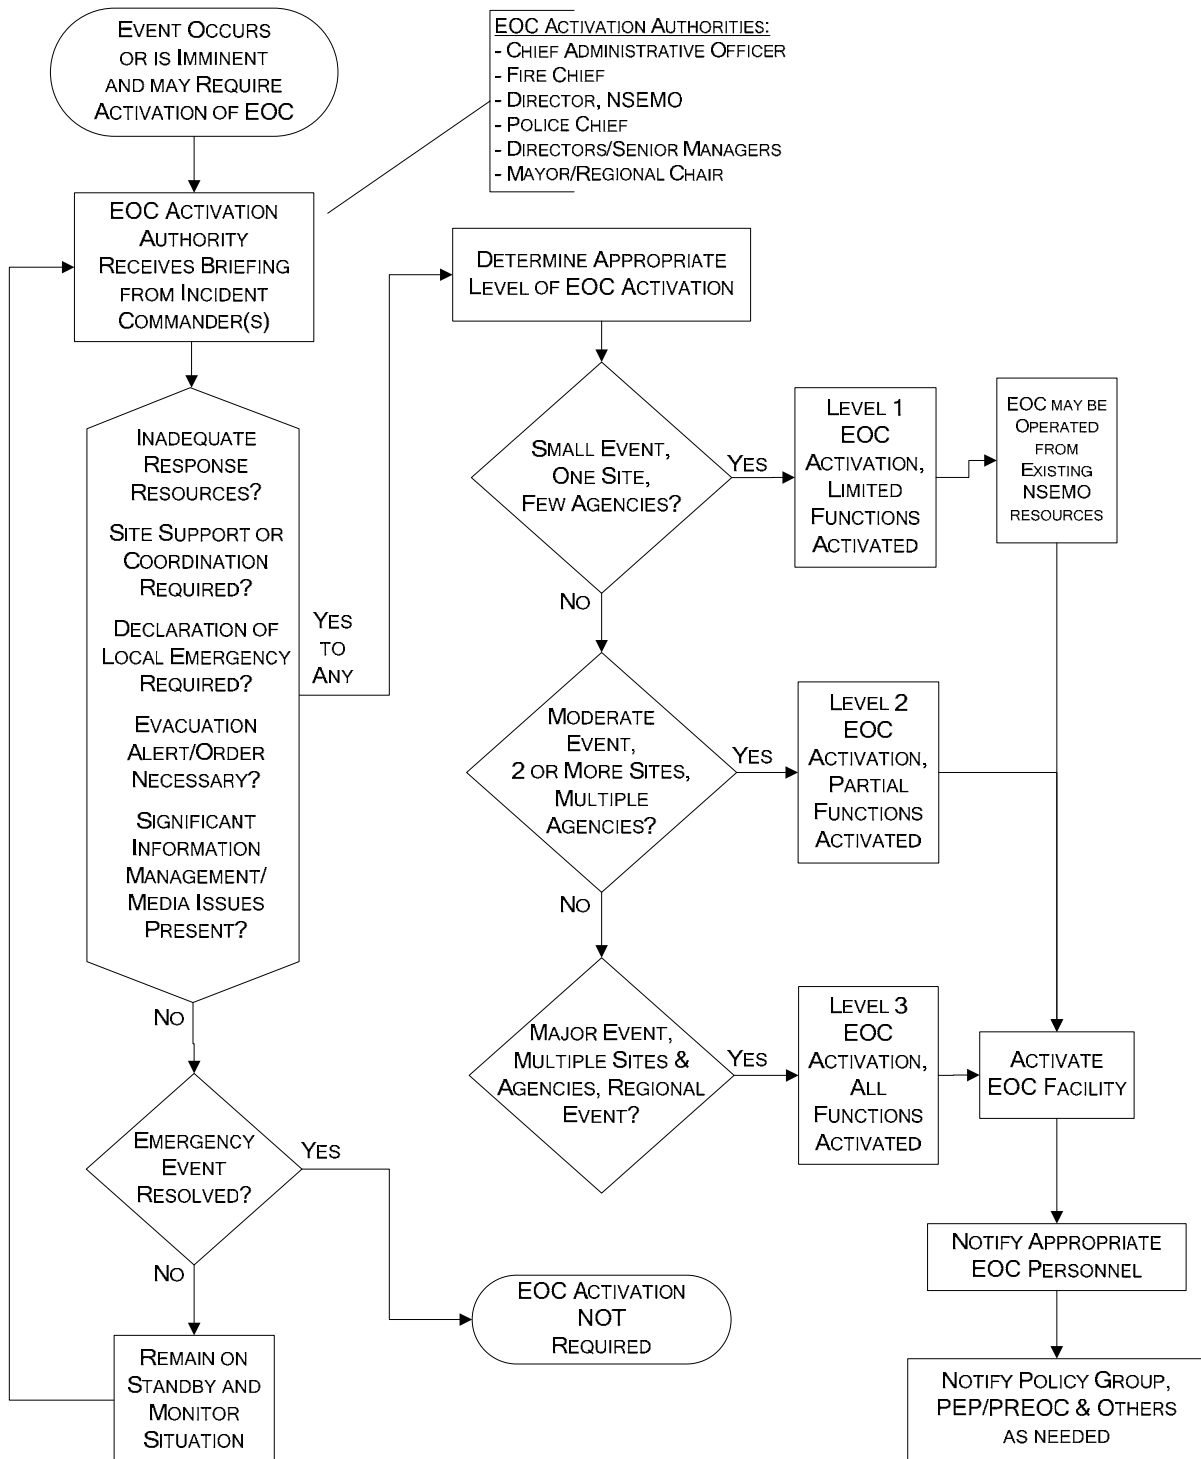 Event Occurs
or is Imminent
and may Require
Activation of EOC
EOC Activation Authorities:
- Chief Administrative Officer
- Fire Chief
- Director, NSEMO
- Police Chief
- Directors/Senior Managers
- Mayor/Regional Chair
EOC Activation
Authority
Receives Briefing
from Incident
Commander(s)
Determine Appropriate
Level of EOC Activation
Inadequate
Response
Resources?
Site Support or
Coordination
Required?
Declaration of
Local Emergency
Required?
Evacuation
Alert/Order
Necessary?
Significant
Information
Management/
Media Issues
Present?
Yes
to
Any
No
Small Event,
One Site,
Few Agencies?
Yes
Level 1
EOC
Activation,
Limited
Functions
Activated
EOC may be
Operated
from
Existing
NSEMO
resources
No
Moderate
Event,
2 or More Sites,
Multiple
Agencies?
Yes
Level 2
EOC
Activation,
Partial
Functions
Activated
No
Major Event,
Multiple Sites &
Agencies, Regional
Event?
Yes
Level 3
EOC
Activation,
All
Functions
Activated
Activate
EOC Facility
Emergency
Event
Resolved?
Yes
No
EOC Activation
NOT
Required
Remain on
Standby and
Monitor
Situation
Notify Appropriate
EOC Personnel
Notify Policy Group,
PEP/PREOC & Others
as needed